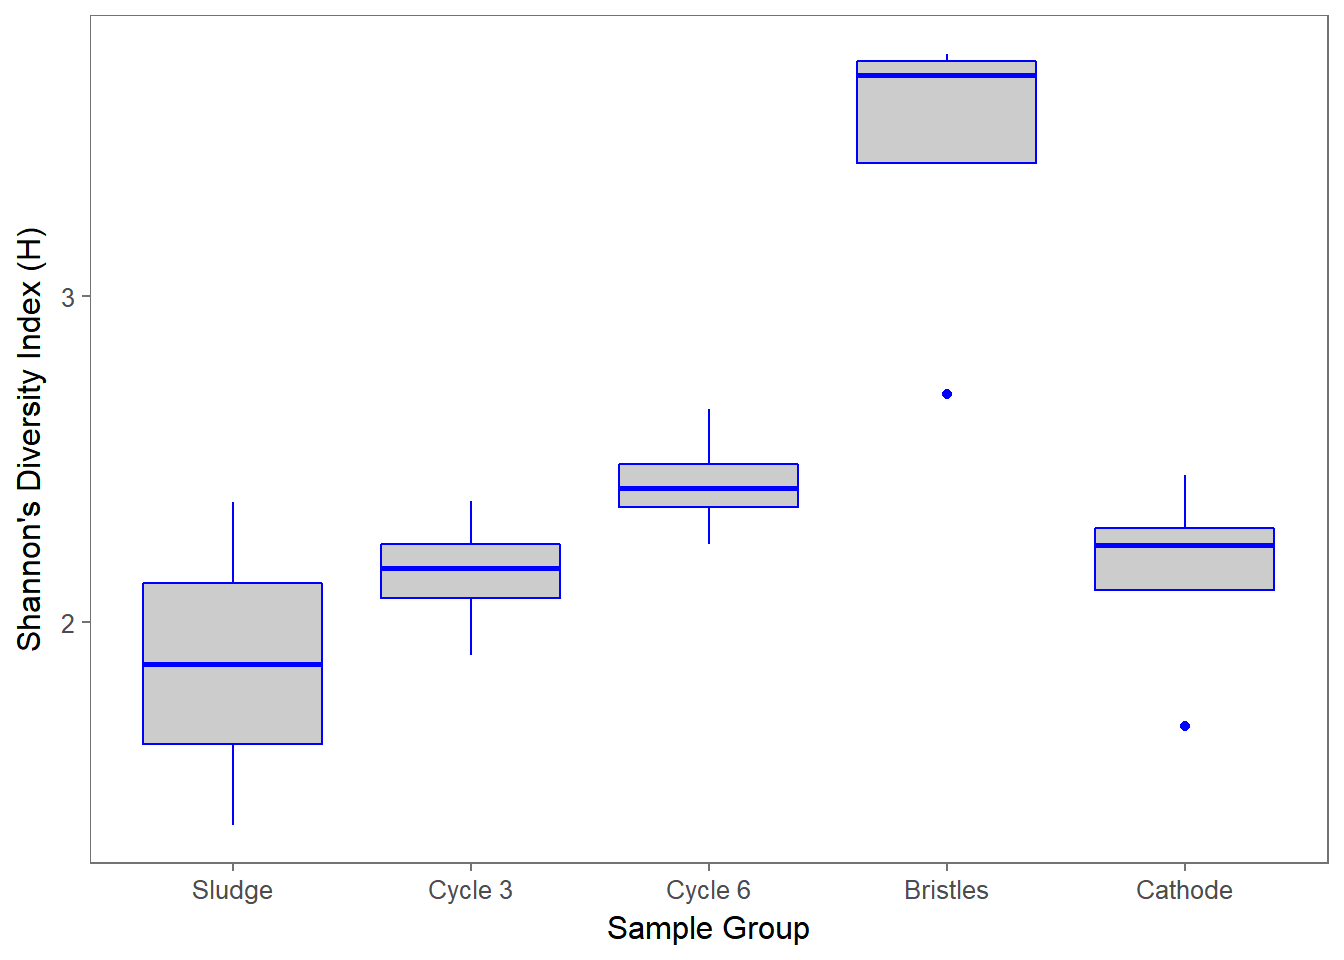 Shannon's Diversity Index (H)
3
2
Sludge Cycle 3 Cycle 6 Bristles Cathode
Sample Group